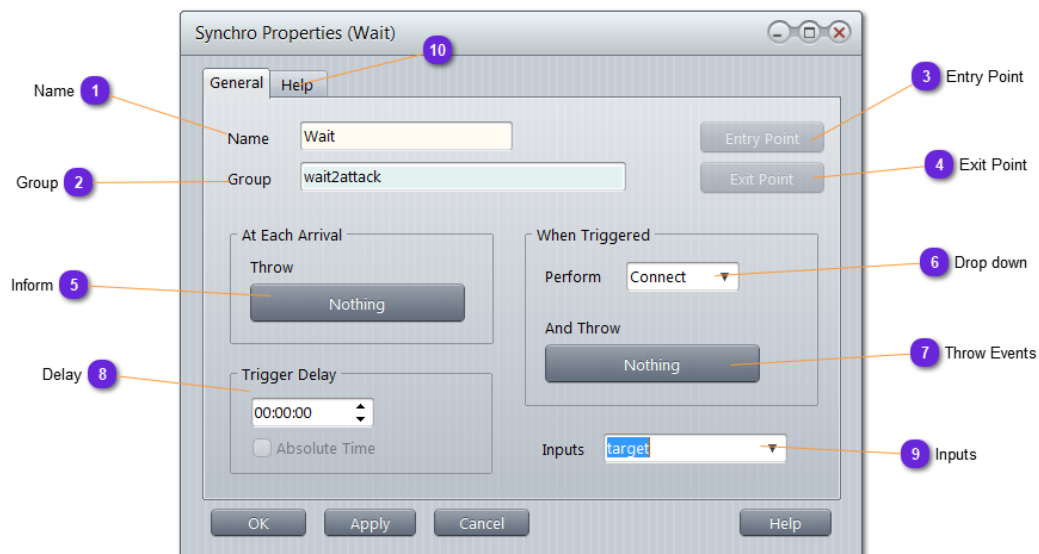 Synchro Properties (Wait)
10
General Help
Name 1
3 Entry Point
Name Wait Entry Point
Group 2
Group wait2attack Exit Point
4 Exit Point
At Each Arrival
When Triggered
Throw
Perform Connect
6 Drop down
Inform 5
Nothing
And Throw
Nothing
7 Throw Events
Delay 8
Trigger Delay
00:00:00
Absolute Time
Inputs target
9 Inputs
OK Apply Cancel Help